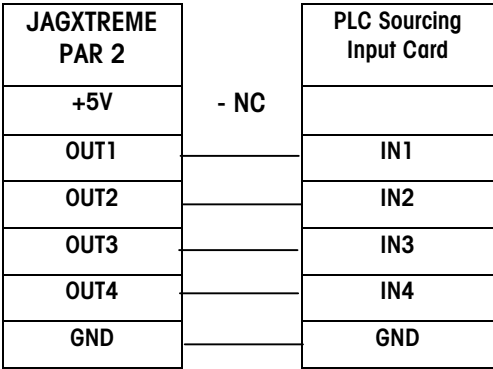 JAGXTREME PLC Sourcing
PAR 2 Input Card
+5V - NC
OUT1 IN1
OUT2 IN2
OUT3 IN3
OUT4 IN4
GND GND